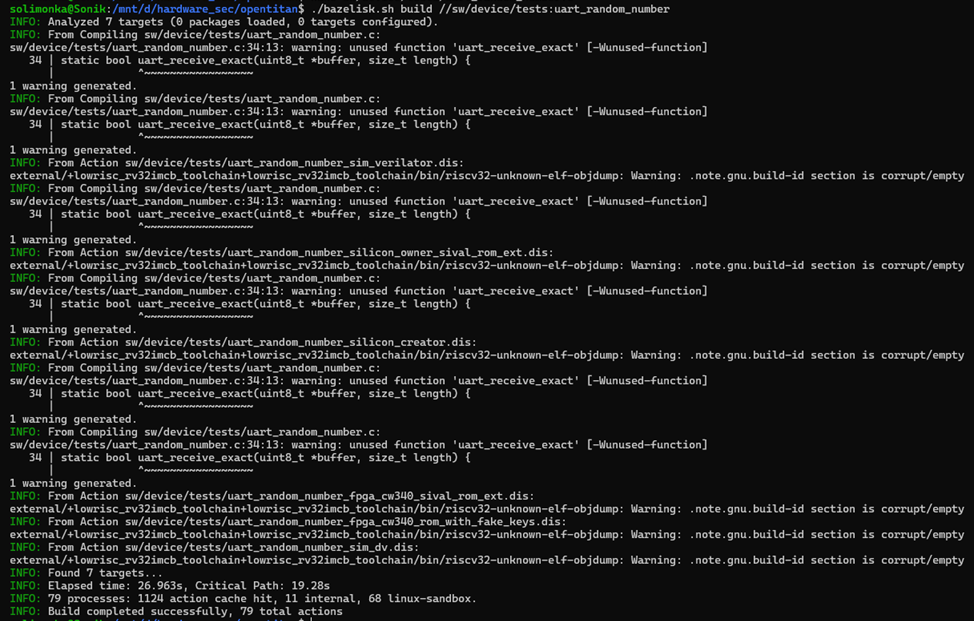 solimonka@Sonik:/mnt/d/hardware_sec/opentitan$ ./bazelisk.sh build //sw/device/tests:uart_random_number
INFO: Analyzed 7 targets (0 packages loaded, 0 targets configured).
INFO: From Compiling sw/device/tests/uart_random_number.c:
sw/device/tests/uart_random_number.c:34:13: warning: unused function 'uart_receive_exact' [-Wunused-function]
   34 | static bool uart_receive_exact(uint8_t *buffer, size_t length) {
      |             ^~~~~~~~~~~~~~~~~~
1 warning generated.
INFO: From Compiling sw/device/tests/uart_random_number.c:
sw/device/tests/uart_random_number.c:34:13: warning: unused function 'uart_receive_exact' [-Wunused-function]
   34 | static bool uart_receive_exact(uint8_t *buffer, size_t length) {
      |             ^~~~~~~~~~~~~~~~~~
1 warning generated.
INFO: From Action sw/device/tests/uart_random_number_sim_verilator.dis:
external/+lowrisc_rv32imcb_toolchain+lowrisc_rv32imcb_toolchain/bin/riscv32-unknown-elf-objdump: Warning: .note.gnu.build-id section is corrupt/empty
INFO: From Compiling sw/device/tests/uart_random_number.c:
sw/device/tests/uart_random_number.c:34:13: warning: unused function 'uart_receive_exact' [-Wunused-function]
   34 | static bool uart_receive_exact(uint8_t *buffer, size_t length) {
      |             ^~~~~~~~~~~~~~~~~~
1 warning generated.
INFO: From Action sw/device/tests/uart_random_number_silicon_owner_sival_rom_ext.dis:
external/+lowrisc_rv32imcb_toolchain+lowrisc_rv32imcb_toolchain/bin/riscv32-unknown-elf-objdump: Warning: .note.gnu.build-id section is corrupt/empty
INFO: From Compiling sw/device/tests/uart_random_number.c:
sw/device/tests/uart_random_number.c:34:13: warning: unused function 'uart_receive_exact' [-Wunused-function]
   34 | static bool uart_receive_exact(uint8_t *buffer, size_t length) {
      |             ^~~~~~~~~~~~~~~~~~
1 warning generated.
INFO: From Action sw/device/tests/uart_random_number_silicon_creator.dis:
external/+lowrisc_rv32imcb_toolchain+lowrisc_rv32imcb_toolchain/bin/riscv32-unknown-elf-objdump: Warning: .note.gnu.build-id section is corrupt/empty
INFO: From Compiling sw/device/tests/uart_random_number.c:
sw/device/tests/uart_random_number.c:34:13: warning: unused function 'uart_receive_exact' [-Wunused-function]
   34 | static bool uart_receive_exact(uint8_t *buffer, size_t length) {
      |             ^~~~~~~~~~~~~~~~~~
1 warning generated.
INFO: From Compiling sw/device/tests/uart_random_number.c:
sw/device/tests/uart_random_number.c:34:13: warning: unused function 'uart_receive_exact' [-Wunused-function]
   34 | static bool uart_receive_exact(uint8_t *buffer, size_t length) {
      |             ^~~~~~~~~~~~~~~~~~
1 warning generated.
INFO: From Action sw/device/tests/uart_random_number_fpga_cw340_sival_rom_ext.dis:
external/+lowrisc_rv32imcb_toolchain+lowrisc_rv32imcb_toolchain/bin/riscv32-unknown-elf-objdump: Warning: .note.gnu.build-id section is corrupt/empty
INFO: From Action sw/device/tests/uart_random_number_fpga_cw340_rom_with_fake_keys.dis:
external/+lowrisc_rv32imcb_toolchain+lowrisc_rv32imcb_toolchain/bin/riscv32-unknown-elf-objdump: Warning: .note.gnu.build-id section is corrupt/empty
INFO: From Action sw/device/tests/uart_random_number_sim_dv.dis:
external/+lowrisc_rv32imcb_toolchain+lowrisc_rv32imcb_toolchain/bin/riscv32-unknown-elf-objdump: Warning: .note.gnu.build-id section is corrupt/empty
INFO: Found 7 targets...
INFO: Elapsed time: 26.963s, Critical Path: 19.28s
INFO: 79 processes: 1124 action cache hit, 11 internal, 68 linux-sandbox.
INFO: Build completed successfully, 79 total actions